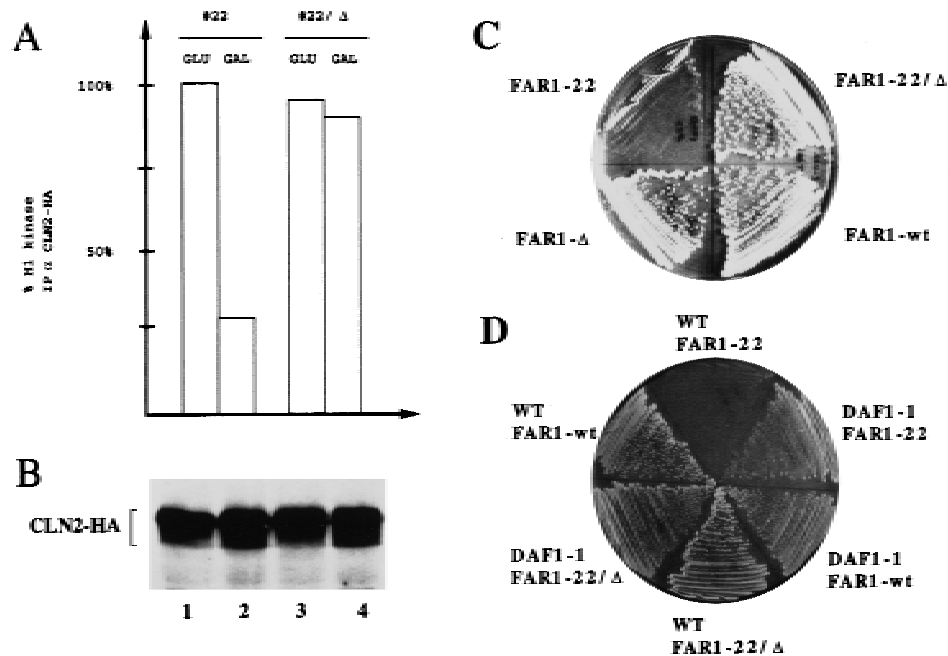 A
#22
#22/ Δ
GLU GAL
GLU GAL
100%
50%
% H1 kinase
IP α CLN2-HA
B
CLN2-HA
1 2 3 4
C
FAR1-22
FAR1-22/ Δ
FAR1-Δ
FAR1-wt
D
WT
FAR1-22
WT
FAR1-wt
DAF1-1
FAR1-22
DAF1-1
FAR1-22/ Δ
DAF1-1
FAR1-wt
WT
FAR1-22/ Δ